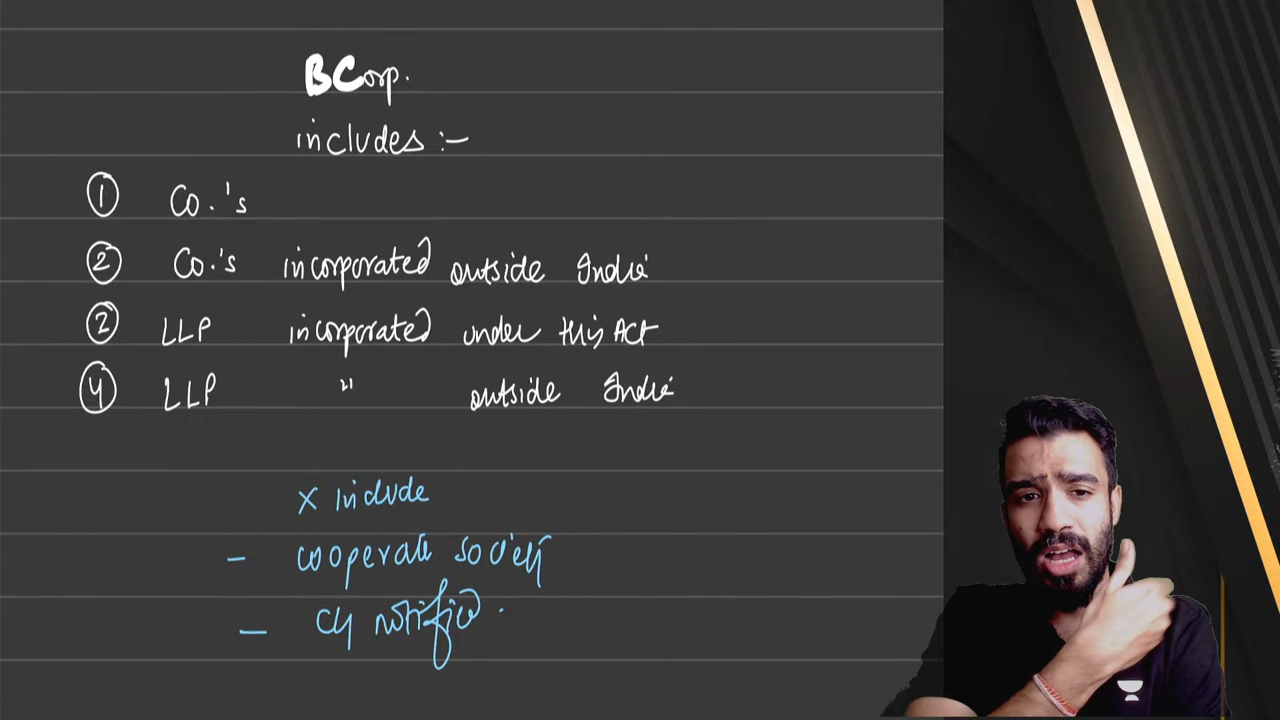 BCorp.
includes :-
① Co.'s
② Co.'s incorporated outside India
② LLP incorporated under this Act
④ LLP " outside India
x include
- cooperate society
- CG notified.